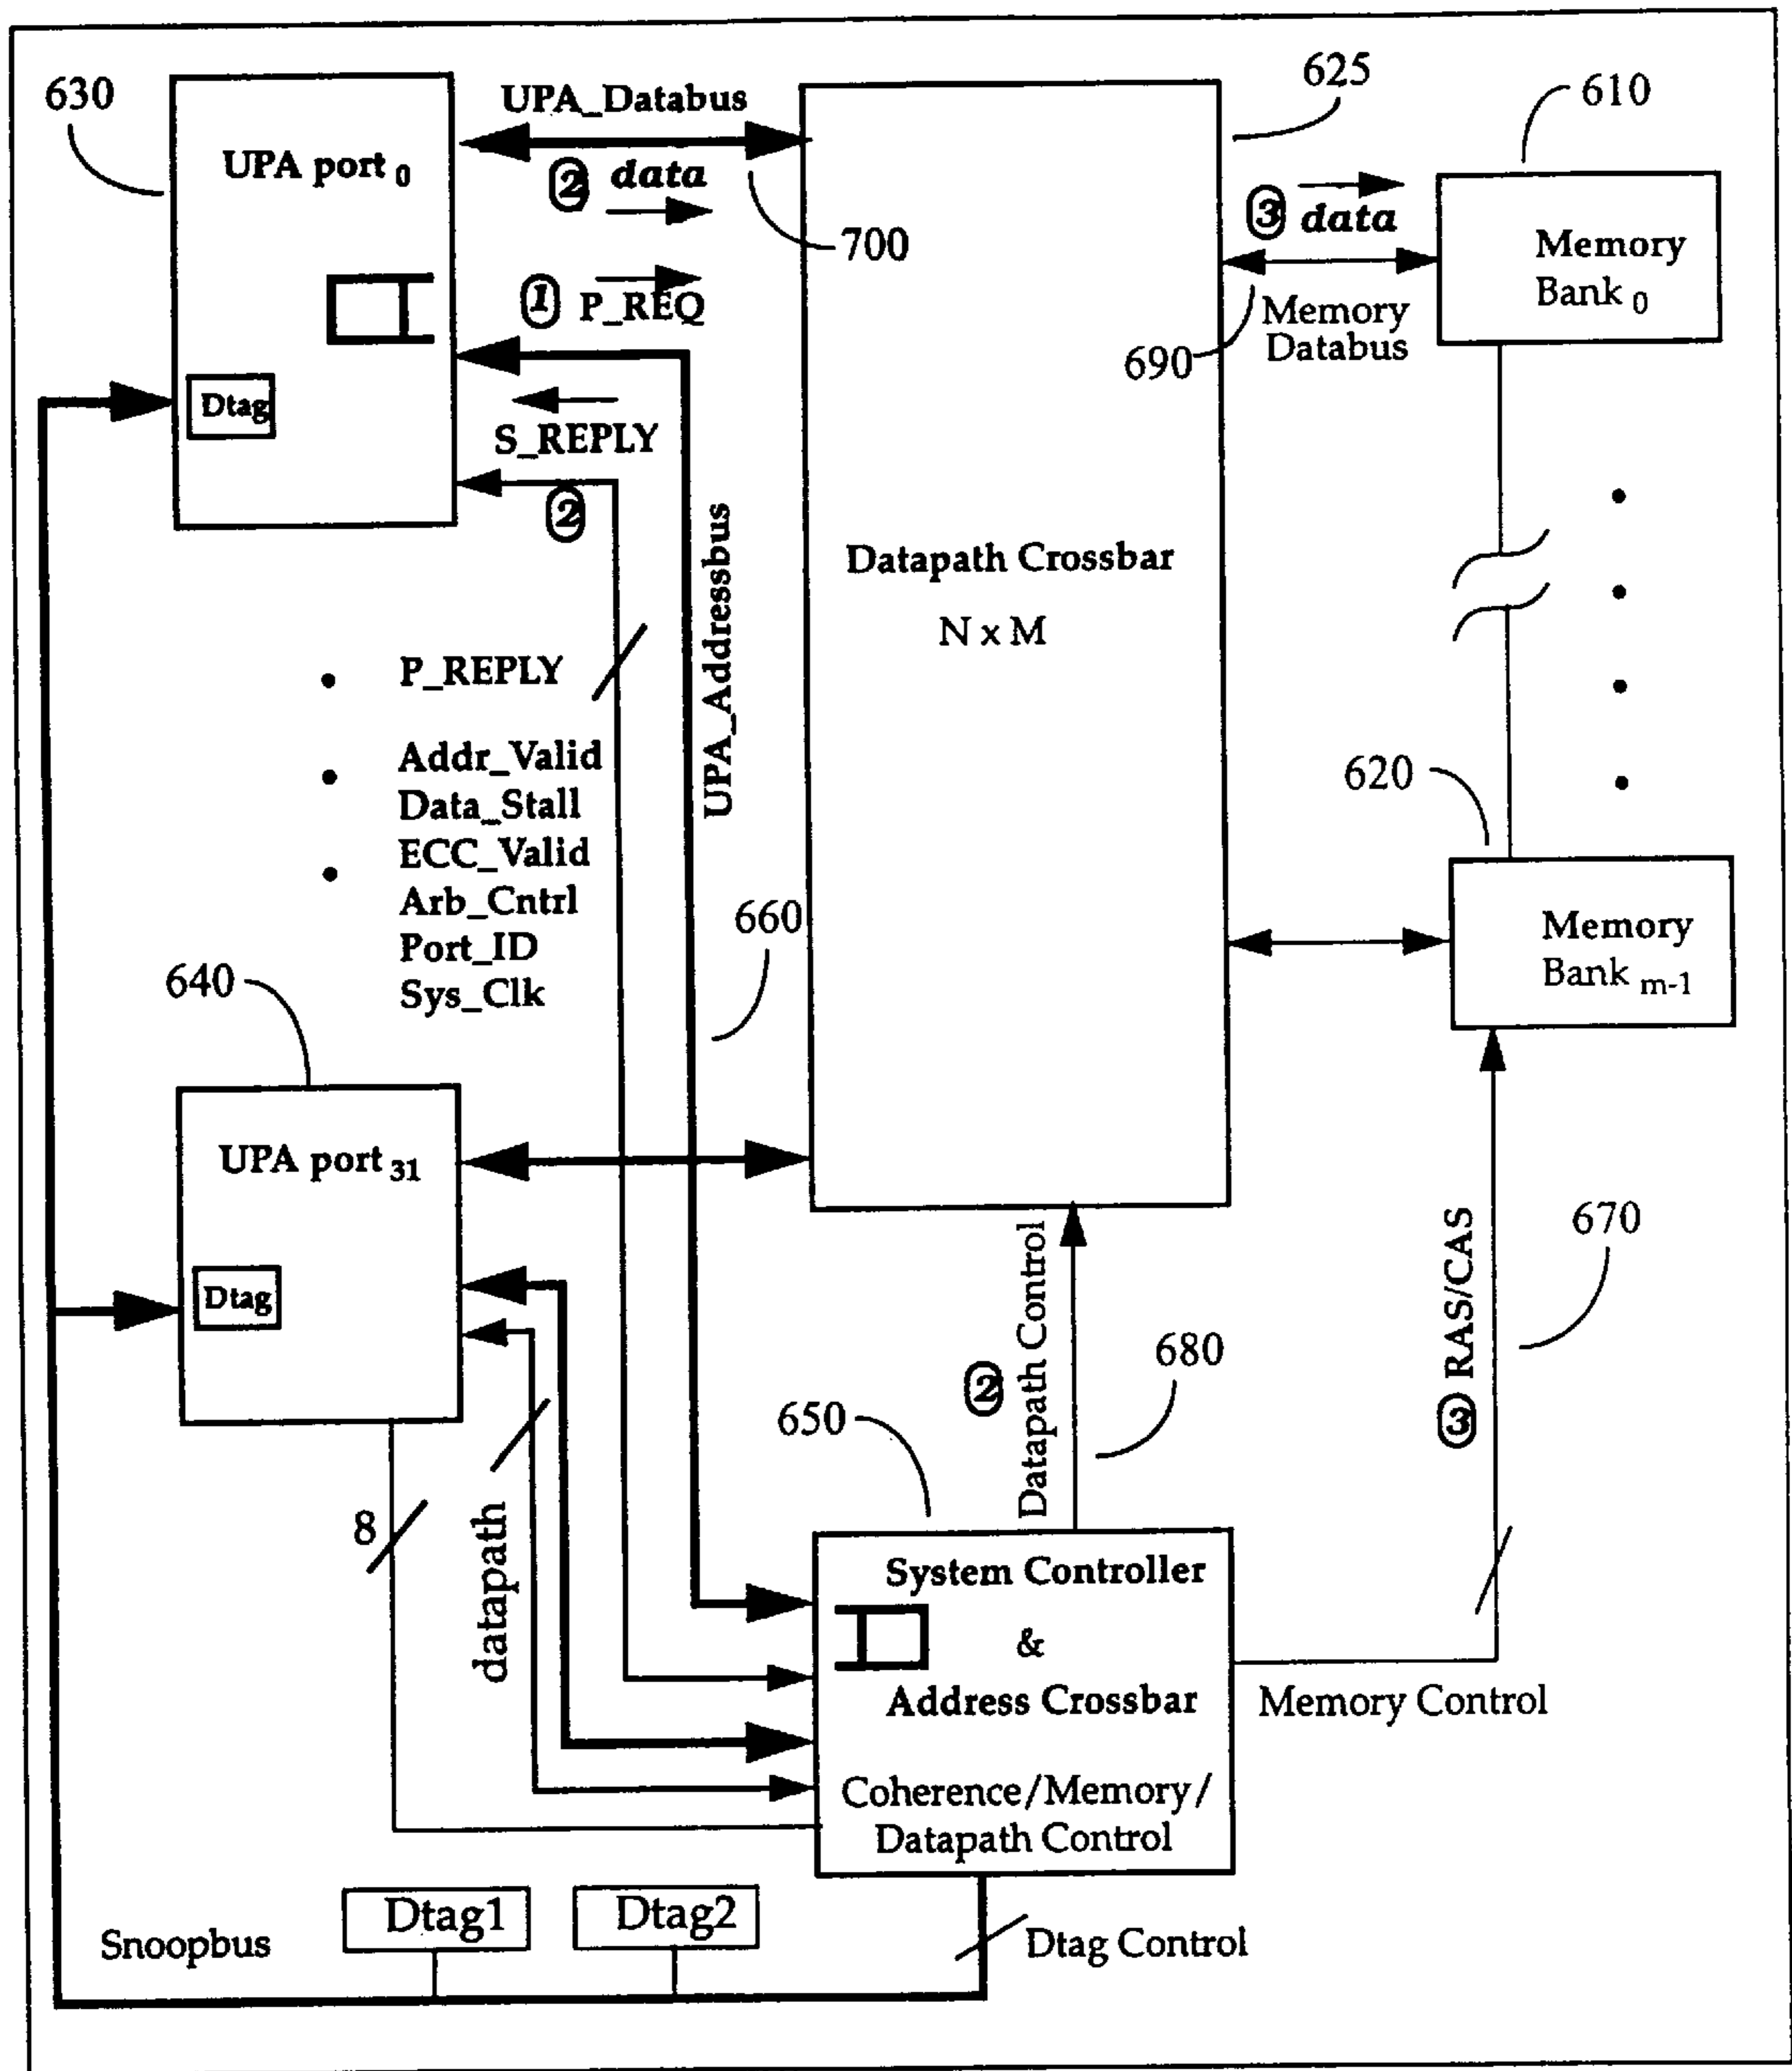 630
UPA port 0
Dtag
UPA_Databus
② data
700
① P_REQ
S_REPLY
②
625
610
③ data
690
Memory
Databus
Memory
Bank 0
Datapath Crossbar
N x M
UPA_Addressbus
P_REPLY
Addr_Valid
Data_Stall
ECC_Valid
Arb_Cntrl
Port_ID
Sys_Clk
660
620
Memory
Bank m-1
640
UPA port 31
Dtag
8
datapath
② Datapath Control
680
670
③ RAS/CAS
650
System Controller
&
Address Crossbar
Coherence/Memory/
Datapath Control
Memory Control
Snoopbus
Dtag1
Dtag2
Dtag Control